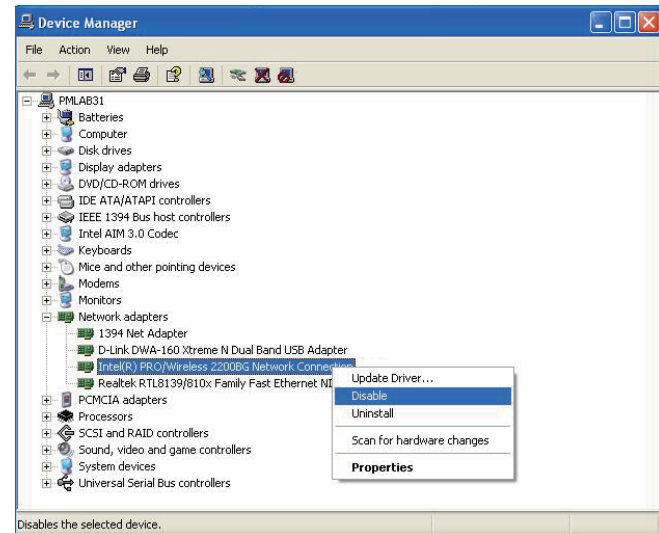 Device Manager
File Action View Help
PMLAB31
Batteries
Computer
Disk drives
Display adapters
DVD/CD-ROM drives
IDE ATA/ATAPI controllers
IEEE 1394 Bus host controllers
Intel AIM 3.0 Codec
Keyboards
Mice and other pointing devices
Modems
Monitors
Network adapters
1394 Net Adapter
D-Link DWA-160 Xtreme N Dual Band USB Adapter
Intel(R) PRO/Wireless 2200BG Network Connection
Realtek RTL8139/810x Family Fast Ethernet NI
PCMCIA adapters
Processors
SCSI and RAID controllers
Sound, video and game controllers
System devices
Universal Serial Bus controllers
Update Driver...
Disable
Uninstall
Scan for hardware changes
Properties
Disables the selected device.